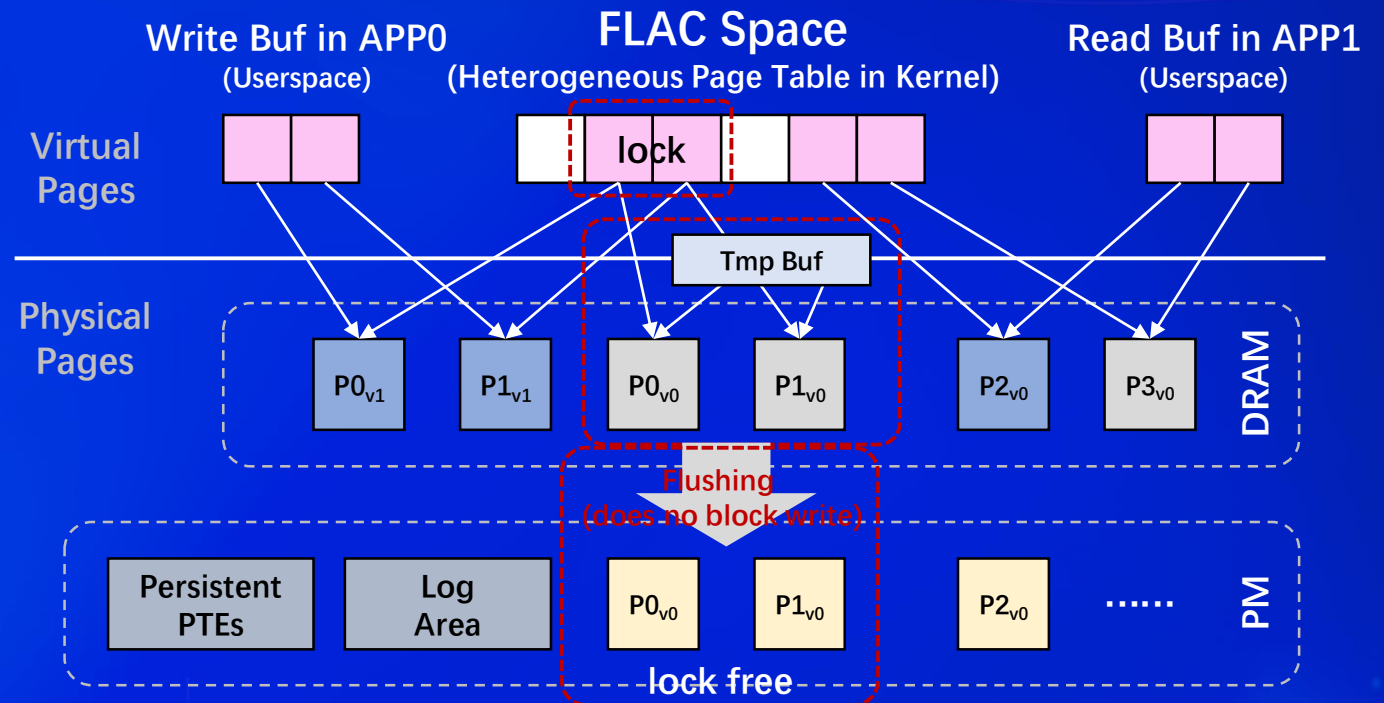 Write Buf in APP0
(Userspace)
FLAC Space
(Heterogeneous Page Table in Kernel)
Read Buf in APP1
(Userspace)
Virtual
Pages
lock
Tmp Buf
Physical
Pages
P0v1
P1v1
P0v0
P1v0
P2v0
P3v0
DRAM
Flushing
(does no block write)
Persistent
PTEs
Log
Area
P0v0
P1v0
P2v0
······
PM
lock free